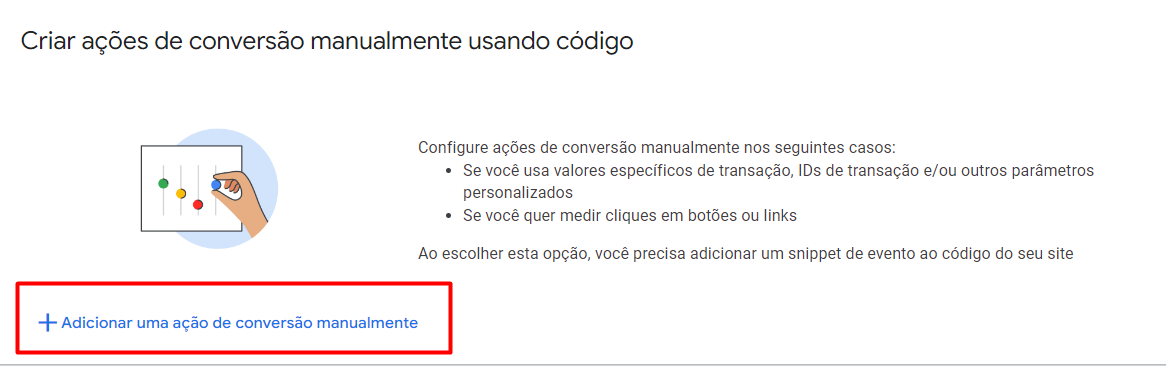 Criar ações de conversão manualmente usando código
Configure ações de conversão manualmente nos seguintes casos:
• Se você usa valores específicos de transação, IDs de transação e/ou outros parâmetros
personalizados
• Se você quer medir cliques em botões ou links
Ao escolher esta opção, você precisa adicionar um snippet de evento ao código do seu site
+ Adicionar uma ação de conversão manualmente